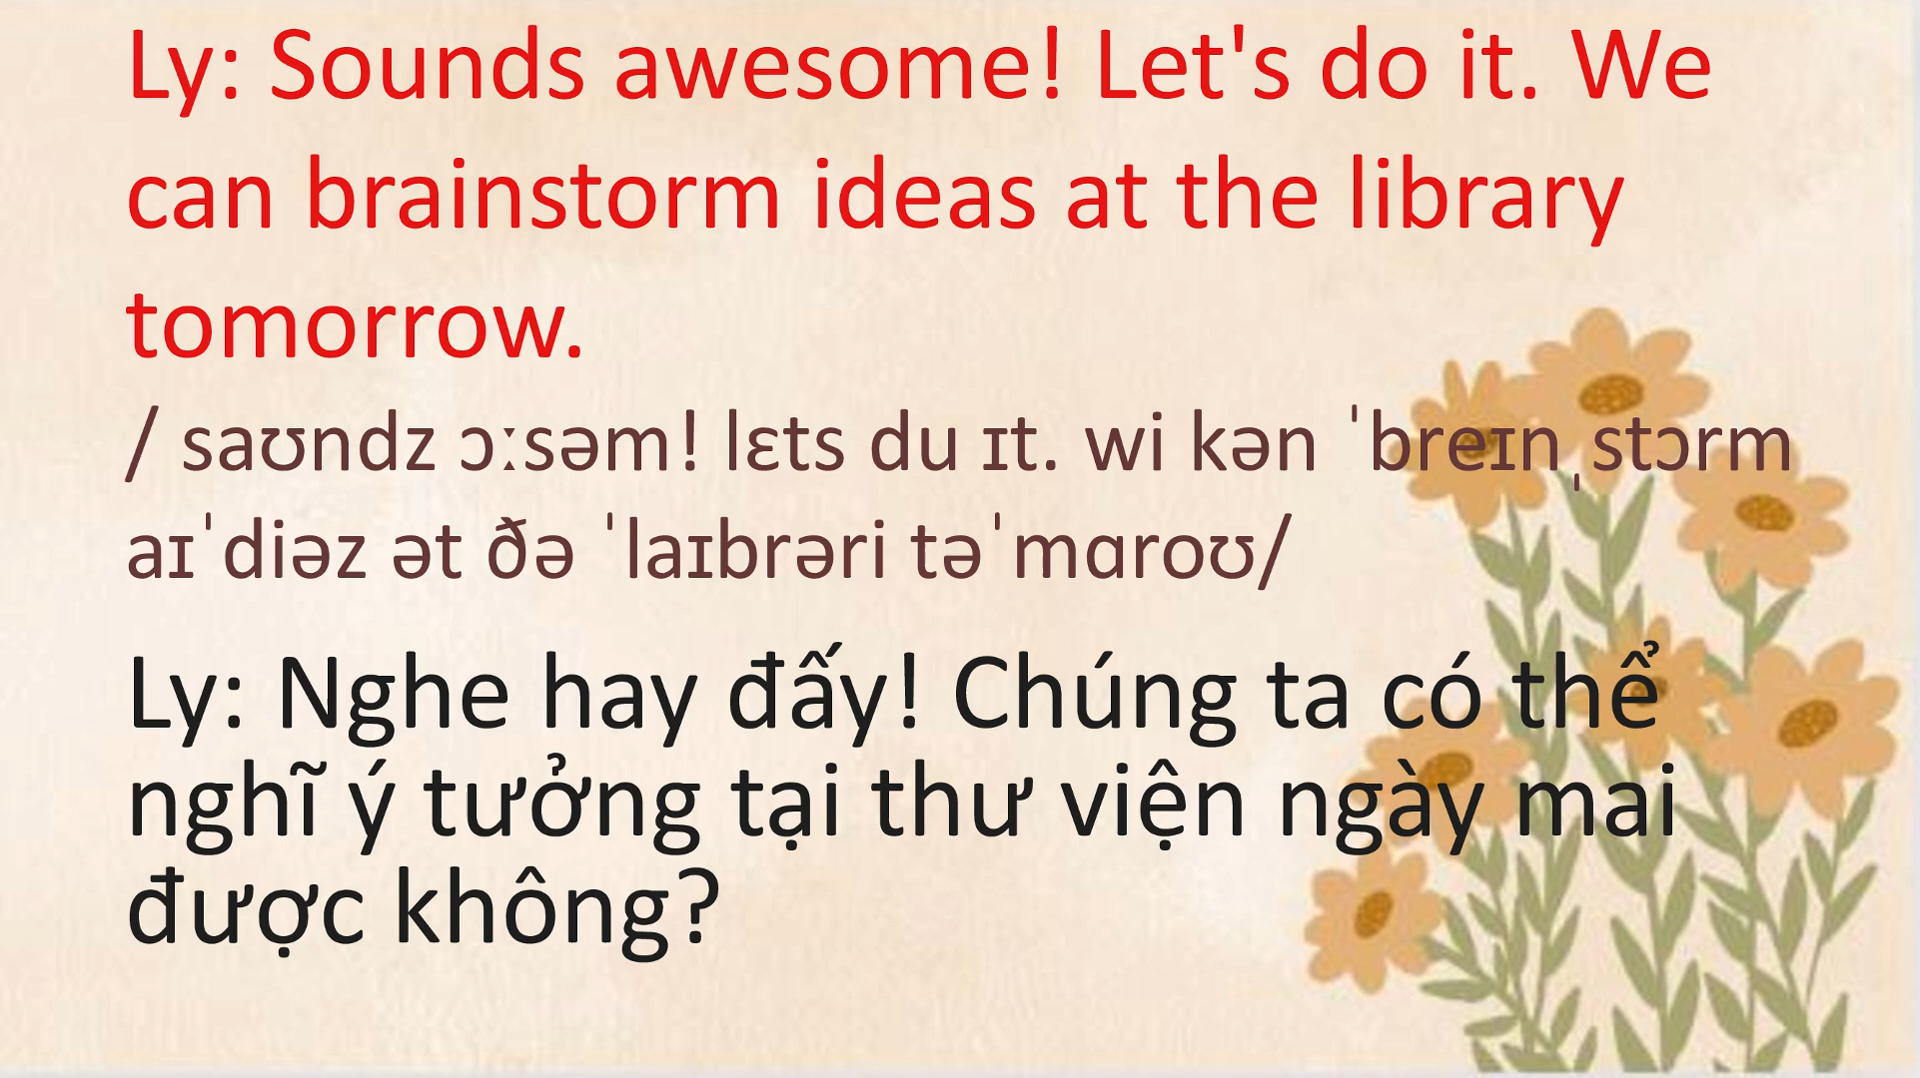 Ly: Sounds awesome! Let's do it. We
can brainstorm ideas at the library
tomorrow.
/ saʊndz ɔːsəm! lɛts du ɪt. wi kən ˈbreɪnˌstɔrm
aɪˈdiəz ət ðə ˈlaɪbrəri təˈmɑroʊ/
Ly: Nghe hay đấy! Chúng ta có thể
nghĩ ý tưởng tại thư viện ngày mai
được không?